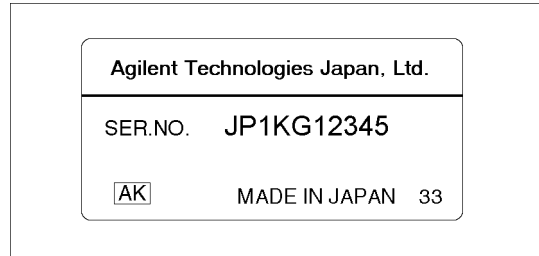 Agilent Technologies Japan, Ltd.
SER.NO. JP1KG12345
AK MADE IN JAPAN 33